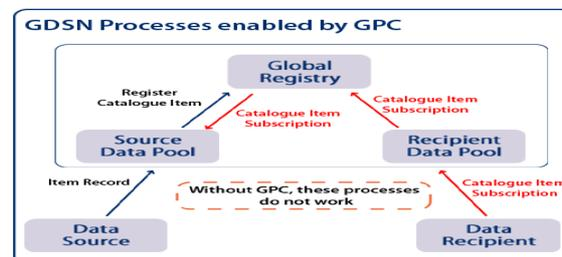 GDSN Processes enabled by GPC
Global
Registry
Register
Catalogue Item
Catalogue Item
Subscription
Catalogue Item
Subscription
Source
Data Pool
Recipient
Data Pool
Item Record
Without GPC, these processes
do not work
Catalogue Item
Subscription
Data
Source
Data
Recipient